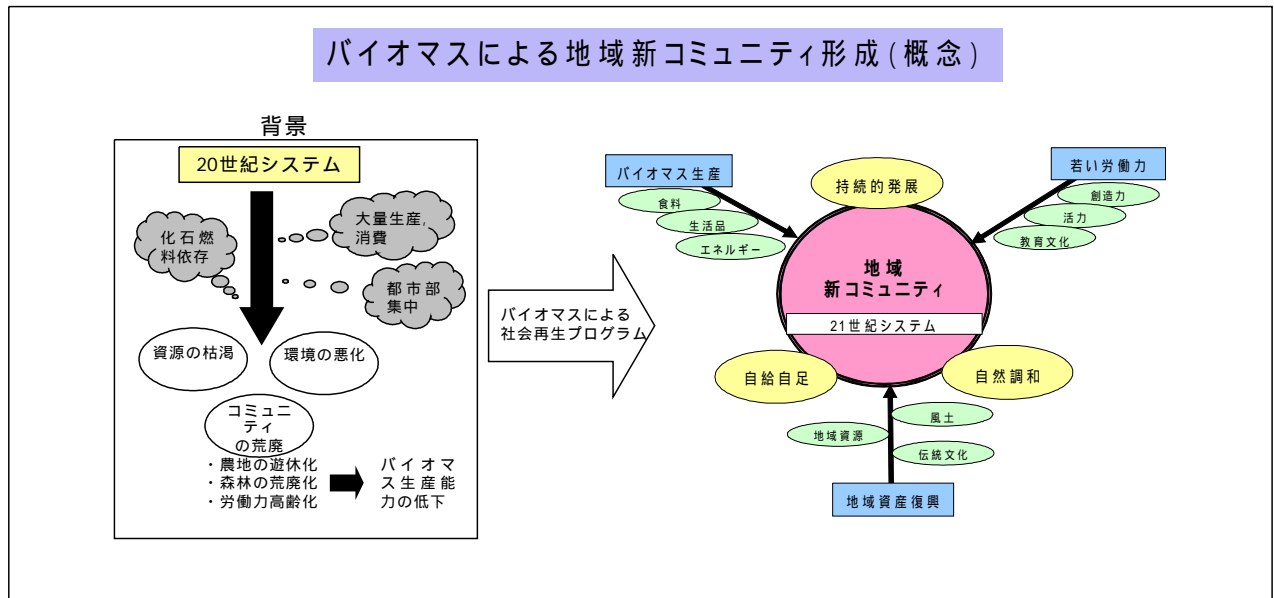 バイオマスによる地域新コミュニティ形成(概念)
背景
20世紀システム
化石燃
料依存
大量生産,
消費
都市部
集中
資源の枯渇
環境の悪化
コミュニ
ティ
の荒廃
・農地の遊休化
・森林の荒廃化
・労働力高齢化
バイオマ
ス生産能
力の低下
バイオマスによる
社会再生プログラム
バイオマス生産
食料
生活品
エネルギー
持続的発展
若い労働力
創造力
活力
教育文化
地域
新コミュニティ
21世紀システム
自給自足
自然調和
地域資源
風土
伝統文化
地域資産復興